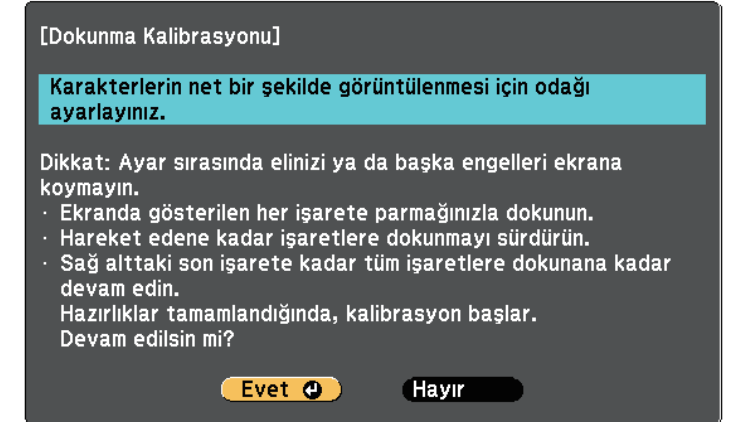 [Dokunma Kalibrasyonu]
Karakterlerin net bir şekilde görüntülenmesi için odağı
ayarlayınız.
Dikkat: Ayar sırasında elinizi ya da başka engelleri ekrana
koymayın.
· Ekranda gösterilen her işarete parmağınızla dokunun.
· Hareket edene kadar işaretlere dokunmayı sürdürün.
· Sağ alttaki son işarete kadar tüm işaretlere dokunana kadar
devam edin.
Hazırlıklar tamamlandığında, kalibrasyon başlar.
Devam edilsin mi?
Evet Hayır